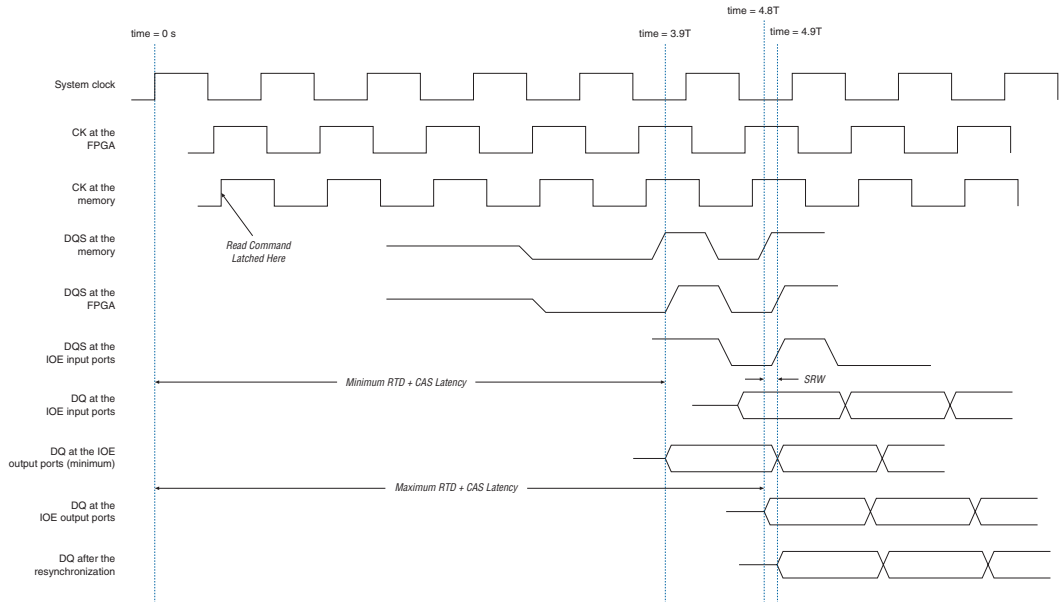 time = 4.8T
time = 0 s
time = 3.9T
time = 4.9T
System clock
CK at the
FPGA
CK at the
memory
Read Command
Latched Here
DQS at the
memory
DQS at the
FPGA
DQS at the
IOE input ports
Minimum RTD + CAS Latency
SRW
DQ at the
IOE input ports
DQ at the IOE
output ports (minimum)
Maximum RTD + CAS Latency
DQ at the
IOE output ports
DQ after the
resynchronization